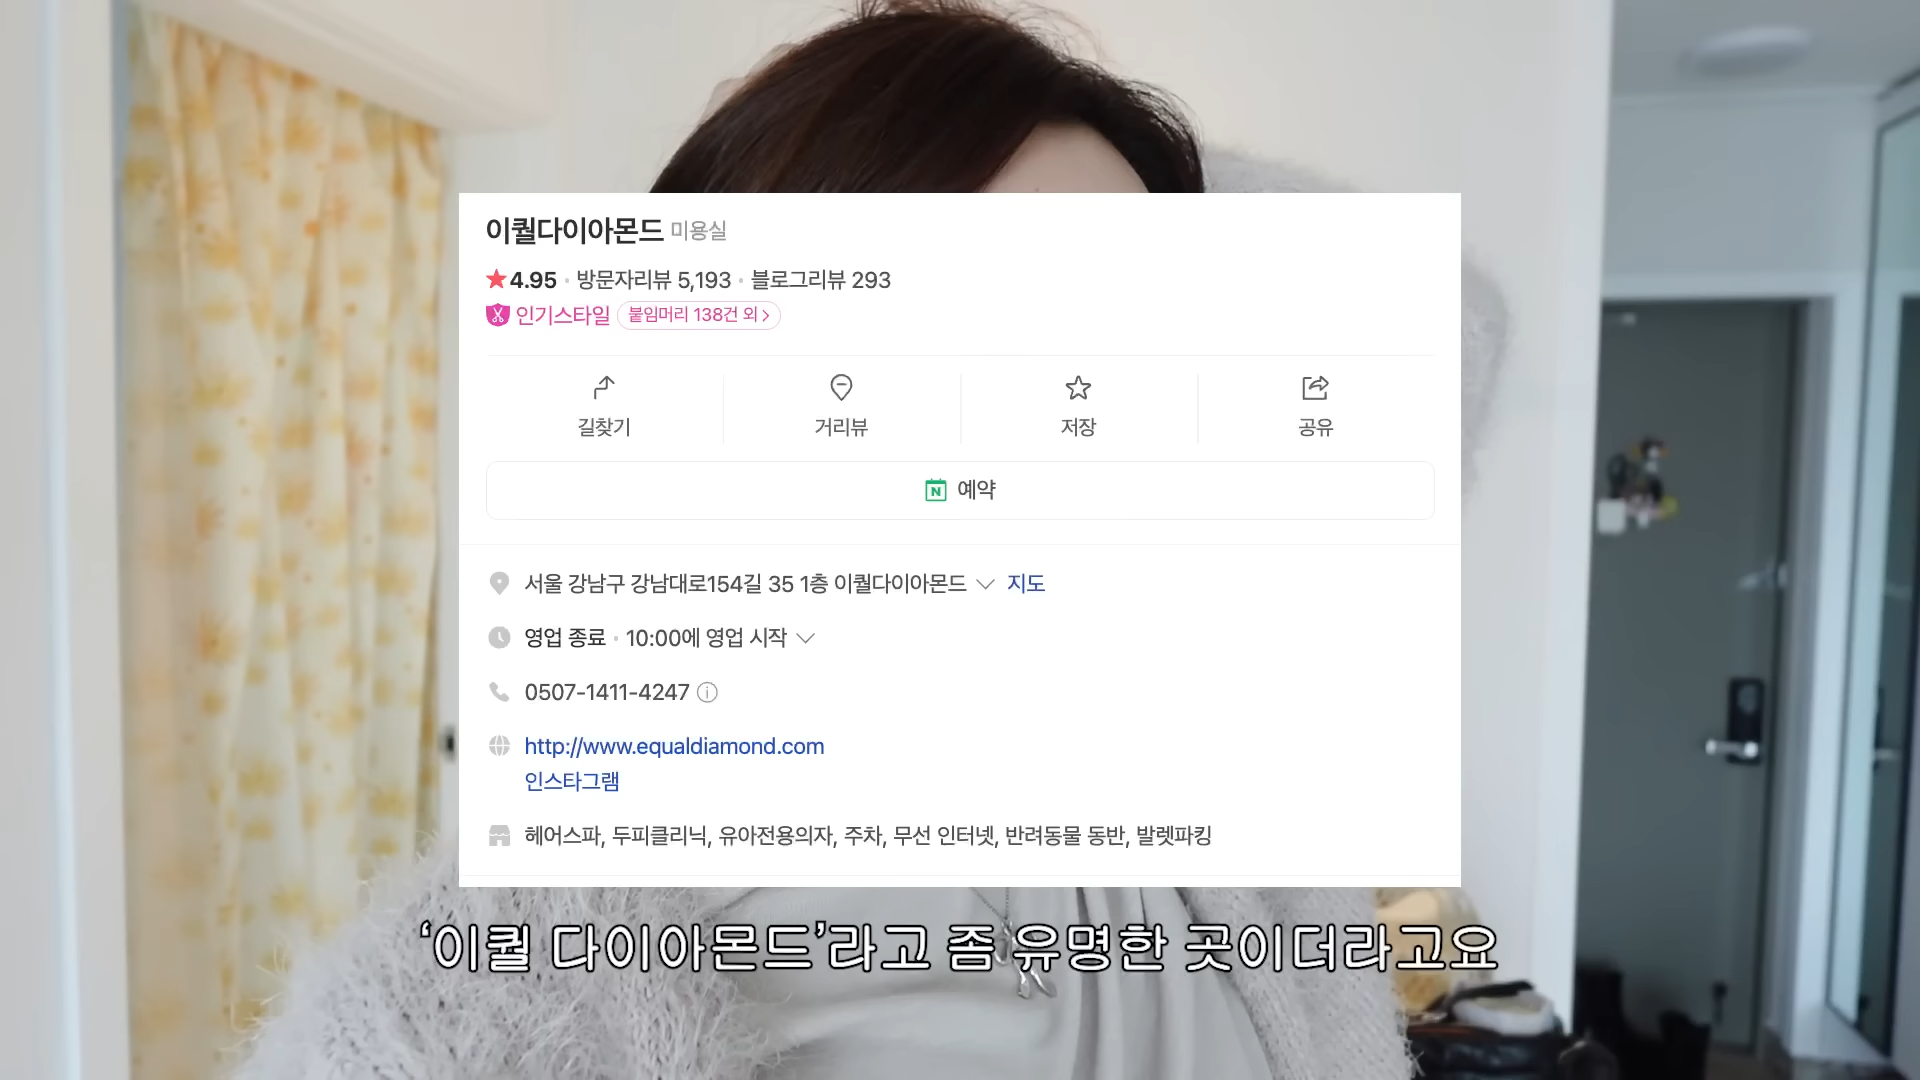 이퀄다이아몬드 미용실
4.95 · 방문자리뷰 5,193 · 블로그리뷰 293
인기스타일 붙임머리 138건 외
길찾기 거리뷰 저장 공유
N 예약
서울 강남구 강남대로154길 35 1층 이퀄다이아몬드 지도
영업 종료 · 10:00에 영업 시작
0507-1411-4247
http://www.equaldiamond.com
인스타그램
헤어스파, 두피클리닉, 유아전용의자, 주차, 무선 인터넷, 반려동물 동반, 발렛파킹
‘이퀄 다이아몬드’라고 좀 유명한 곳이더라고요